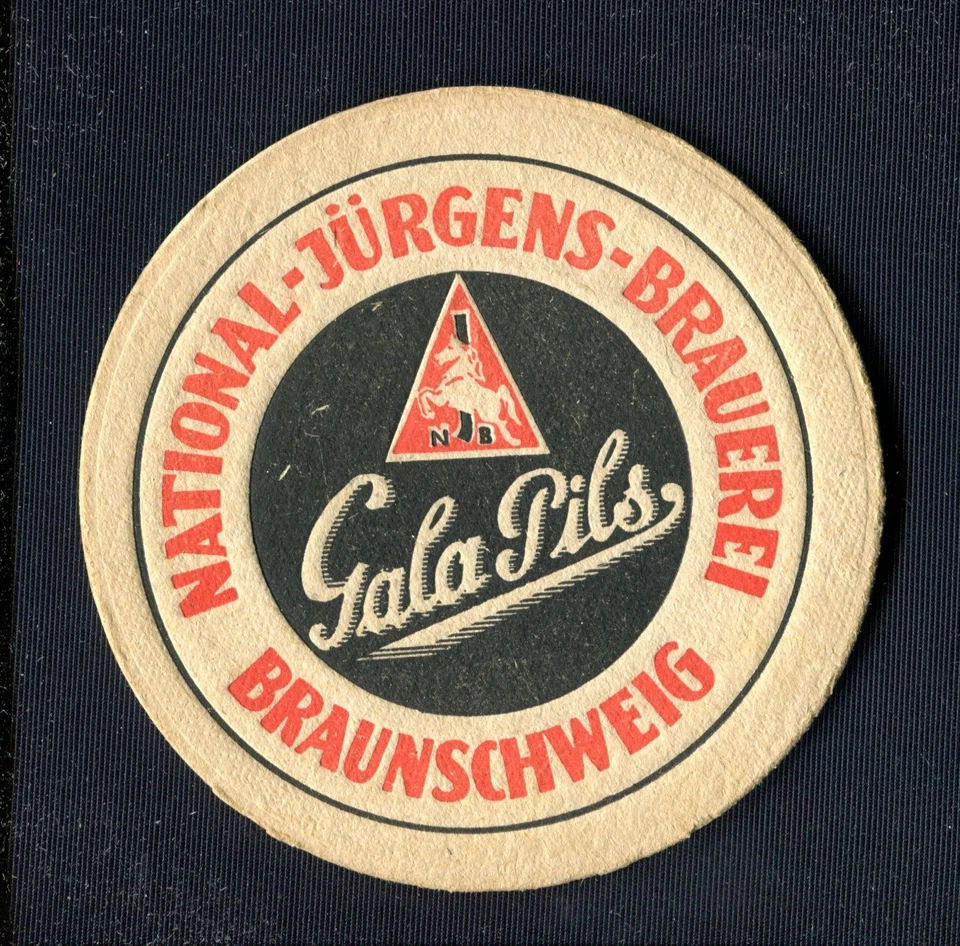 NATIONAL-JÜRGENS-BRAUEREI
N J B
Gala Pils
BRAUNSCHWEIG